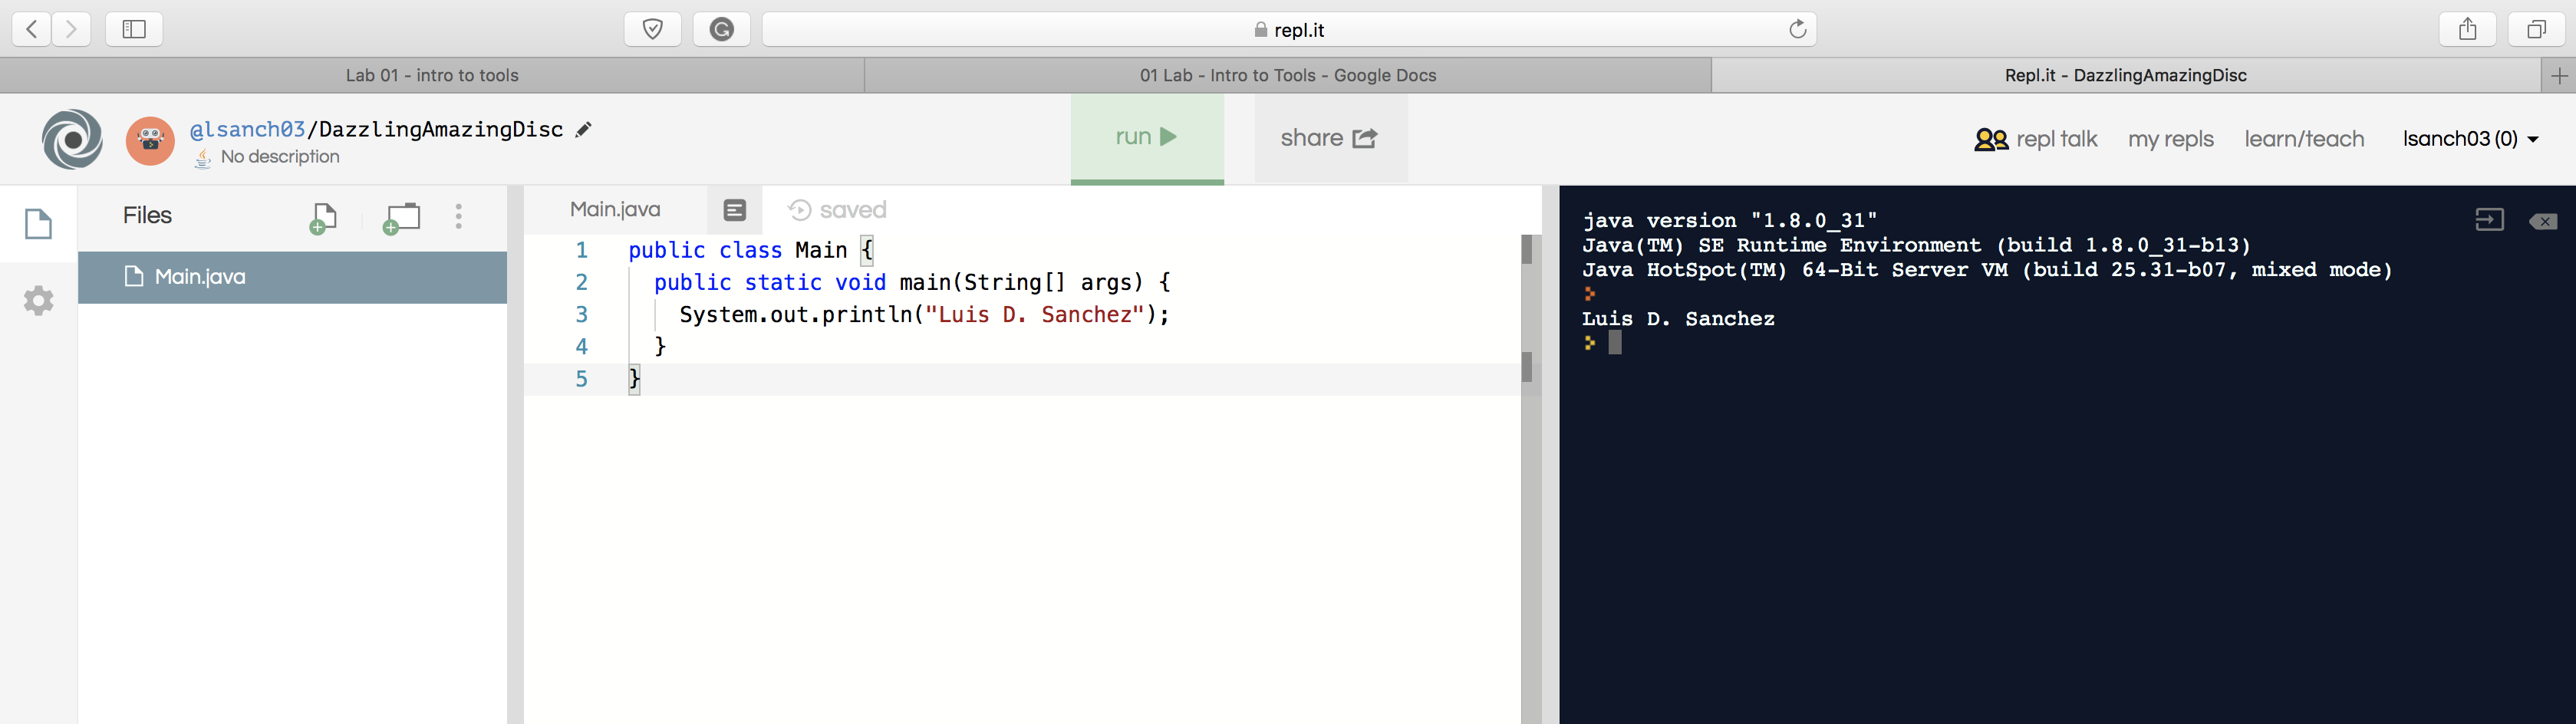 repl.it
Lab 01 - intro to tools
01 Lab - Intro to Tools - Google Docs
Repl.it - DazzlingAmazingDisc
@lsanch03/DazzlingAmazingDisc
No description
run
share
repl talk
my repls
learn/teach
lsanch03 (0)
Files
Main.java
Main.java
saved
1 public class Main {
2 public static void main(String[] args) {
3 System.out.println("Luis D. Sanchez");
4 }
5 }
java version "1.8.0_31"
Java(TM) SE Runtime Environment (build 1.8.0_31-b13)
Java HotSpot(TM) 64-Bit Server VM (build 25.31-b07, mixed mode)
Luis D. Sanchez